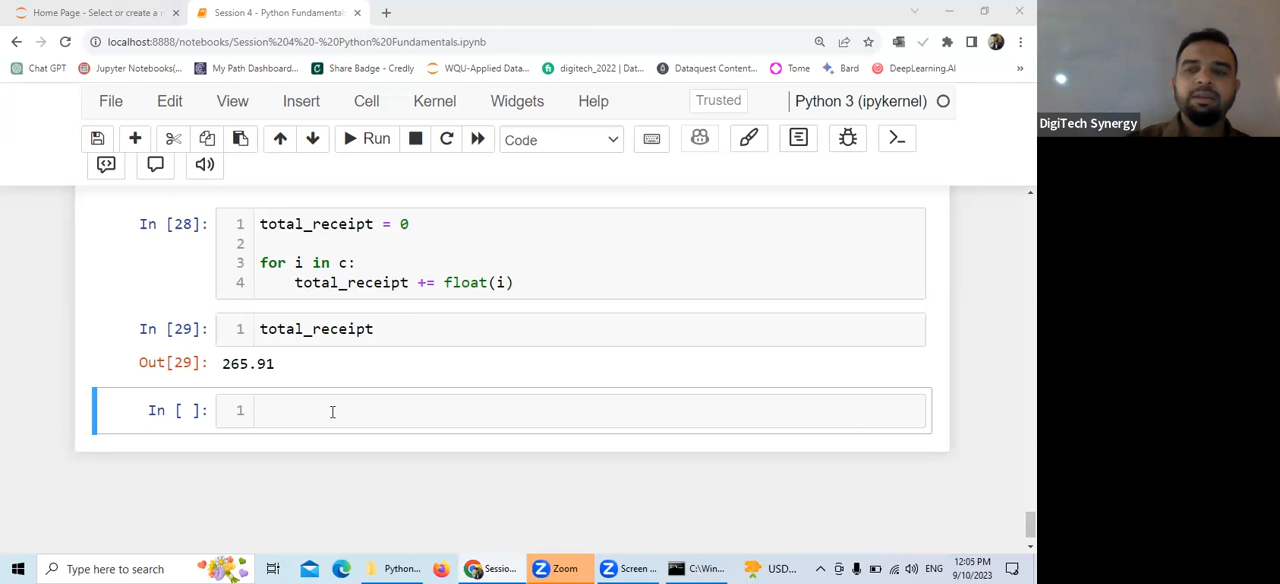 Home Page - Select or create a n
Session 4 - Python Fundamenta
localhost:8888/notebooks/Session%204%20-%20Python%20Fundamentals.ipynb
Chat GPT
Jupyter Notebooks(...
My Path Dashboard...
Share Badge - Credly
WQU-Applied Data...
digitech_2022 | Dat...
Dataquest Content...
Tome
Bard
DeepLearning.AI
»
DigiTech Synergy
File Edit View Insert Cell Kernel Widgets Help Trusted Python 3 (ipykernel)
Run
Code
In [28]:
1 total_receipt = 0
2
3 for i in c:
4 total_receipt += float(i)
In [29]: 1 total_receipt
Out[29]: 265.91
In [ ]: 1
Type here to search
Python...
Sessio...
Zoom
Screen ...
C:\Win...
USD...
ENG
12:05 PM
9/10/2023